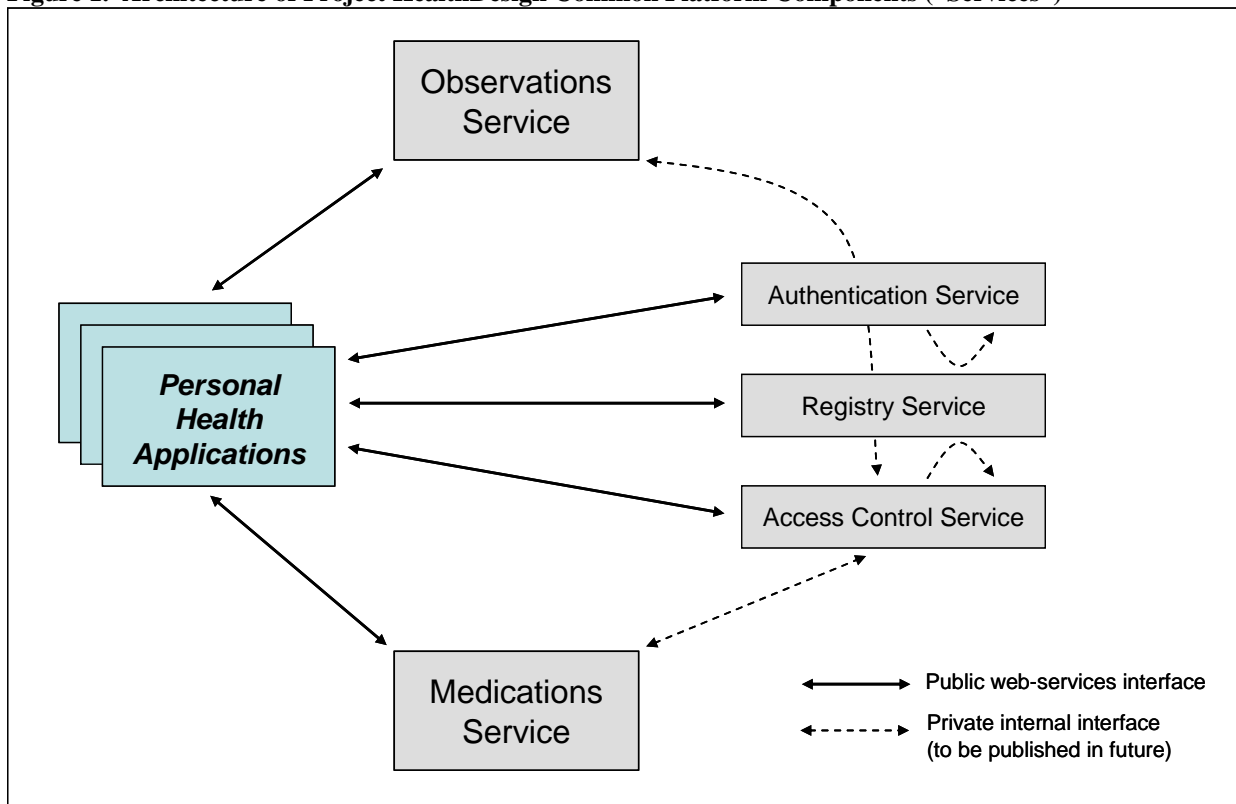 Figure 1. Architecture of Project HealthDesign Common Platform Components ("Services")
Observations
Service
Authentication Service
Personal
Health
Applications
Registry Service
Access Control Service
Medications
Service
Public web-services interface
Private internal interface
(to be published in future)